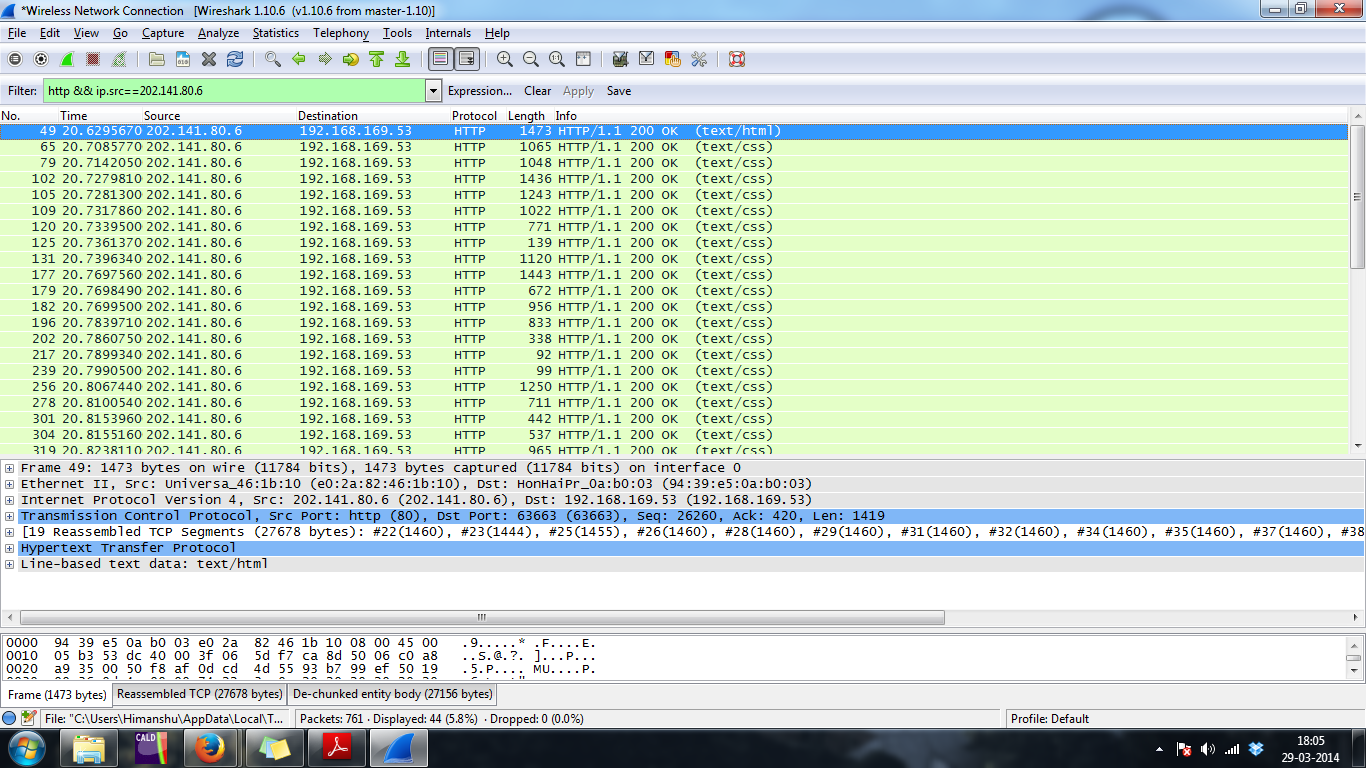 *Wireless Network Connection [Wireshark 1.10.6 (v1.10.6 from master-1.10)]
File Edit View Go Capture Analyze Statistics Telephony Tools Internals Help
Filter: http && ip.src==202.141.80.6 Expression... Clear Apply Save
No. Time Source Destination Protocol Length Info
49 20.6295670 202.141.80.6 192.168.169.53 HTTP 1473 HTTP/1.1 200 OK (text/html)
65 20.7085770 202.141.80.6 192.168.169.53 HTTP 1065 HTTP/1.1 200 OK (text/css)
79 20.7142050 202.141.80.6 192.168.169.53 HTTP 1048 HTTP/1.1 200 OK (text/css)
102 20.7279810 202.141.80.6 192.168.169.53 HTTP 1436 HTTP/1.1 200 OK (text/css)
105 20.7281300 202.141.80.6 192.168.169.53 HTTP 1243 HTTP/1.1 200 OK (text/css)
109 20.7317860 202.141.80.6 192.168.169.53 HTTP 1022 HTTP/1.1 200 OK (text/css)
120 20.7339500 202.141.80.6 192.168.169.53 HTTP 771 HTTP/1.1 200 OK (text/css)
125 20.7361370 202.141.80.6 192.168.169.53 HTTP 139 HTTP/1.1 200 OK (text/css)
131 20.7396340 202.141.80.6 192.168.169.53 HTTP 1120 HTTP/1.1 200 OK (text/css)
177 20.7697560 202.141.80.6 192.168.169.53 HTTP 1443 HTTP/1.1 200 OK (text/css)
179 20.7698490 202.141.80.6 192.168.169.53 HTTP 672 HTTP/1.1 200 OK (text/css)
182 20.7699500 202.141.80.6 192.168.169.53 HTTP 956 HTTP/1.1 200 OK (text/css)
196 20.7839710 202.141.80.6 192.168.169.53 HTTP 833 HTTP/1.1 200 OK (text/css)
202 20.7860750 202.141.80.6 192.168.169.53 HTTP 338 HTTP/1.1 200 OK (text/css)
217 20.7899340 202.141.80.6 192.168.169.53 HTTP 92 HTTP/1.1 200 OK (text/css)
239 20.7990500 202.141.80.6 192.168.169.53 HTTP 99 HTTP/1.1 200 OK (text/css)
256 20.8067440 202.141.80.6 192.168.169.53 HTTP 1250 HTTP/1.1 200 OK (text/css)
278 20.8100540 202.141.80.6 192.168.169.53 HTTP 711 HTTP/1.1 200 OK (text/css)
301 20.8153960 202.141.80.6 192.168.169.53 HTTP 442 HTTP/1.1 200 OK (text/css)
304 20.8155160 202.141.80.6 192.168.169.53 HTTP 537 HTTP/1.1 200 OK (text/css)
319 20.8238110 202.141.80.6 192.168.169.53 HTTP 965 HTTP/1.1 200 OK (text/css)
Frame 49: 1473 bytes on wire (11784 bits), 1473 bytes captured (11784 bits) on interface 0
Ethernet II, Src: Universa_46:1b:10 (e0:2a:82:46:1b:10), Dst: HonHaiPr_0a:b0:03 (94:39:e5:0a:b0:03)
Internet Protocol Version 4, Src: 202.141.80.6 (202.141.80.6), Dst: 192.168.169.53 (192.168.169.53)
Transmission Control Protocol, Src Port: http (80), Dst Port: 63663 (63663), Seq: 26260, Ack: 420, Len: 1419
[19 Reassembled TCP Segments (27678 bytes): #22(1460), #23(1444), #25(1455), #26(1460), #28(1460), #29(1460), #31(1460), #32(1460), #34(1460), #35(1460), #37(1460), #38
Hypertext Transfer Protocol
Line-based text data: text/html
0000 94 39 e5 0a b0 03 e0 2a 82 46 1b 10 08 00 45 00 .9.....* .F....E.
0010 05 b3 53 dc 40 00 3f 06 5d f7 ca 8d 50 06 c0 a8 ..S.@.?. ]...P...
0020 a9 35 00 50 f8 af 0d cd 4d 55 93 b7 99 ef 50 19 .5.P.... MU....P.
Frame (1473 bytes) Reassembled TCP (27678 bytes) De-chunked entity body (27156 bytes)
File: "C:\Users\Himanshu\AppData\Local\T... Packets: 761 · Displayed: 44 (5.8%) · Dropped: 0 (0.0%) Profile: Default
CALD
18:05
29-03-2014